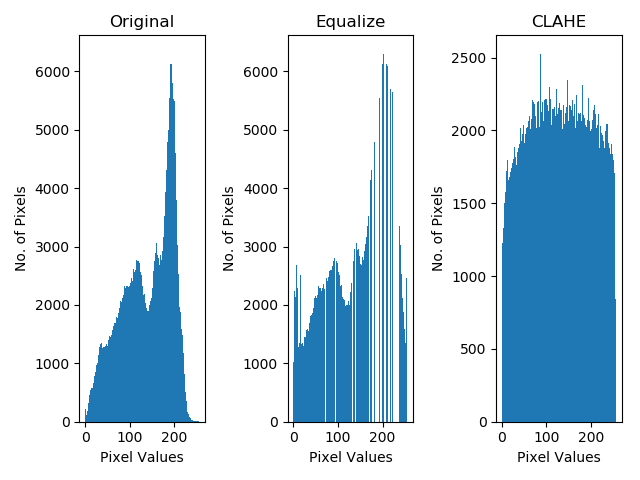 Original
Equalize
CLAHE
No. of Pixels
6000
5000
4000
3000
2000
1000
0
0 100 200
Pixel Values
No. of Pixels
6000
5000
4000
3000
2000
1000
0
0 100 200
Pixel Values
No. of Pixels
2500
2000
1500
1000
500
0
0 100 200
Pixel Values